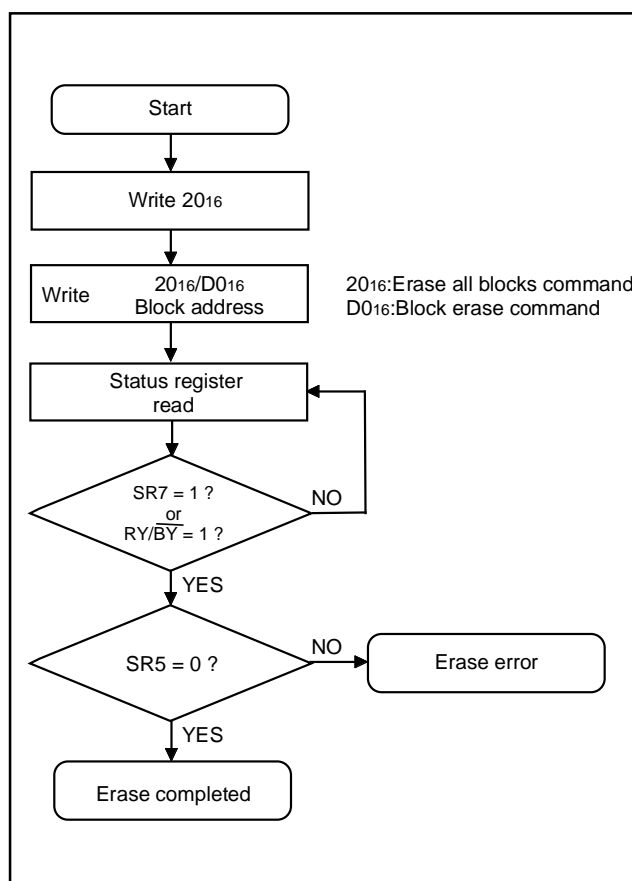 Start
Write 2016
Write 2016/D016
Block address
2016:Erase all blocks command
D016:Block erase command
Status register
read
SR7 = 1 ?
or
RY/B̅Y̅ = 1 ?
NO
YES
SR5 = 0 ?
NO
Erase error
YES
Erase completed